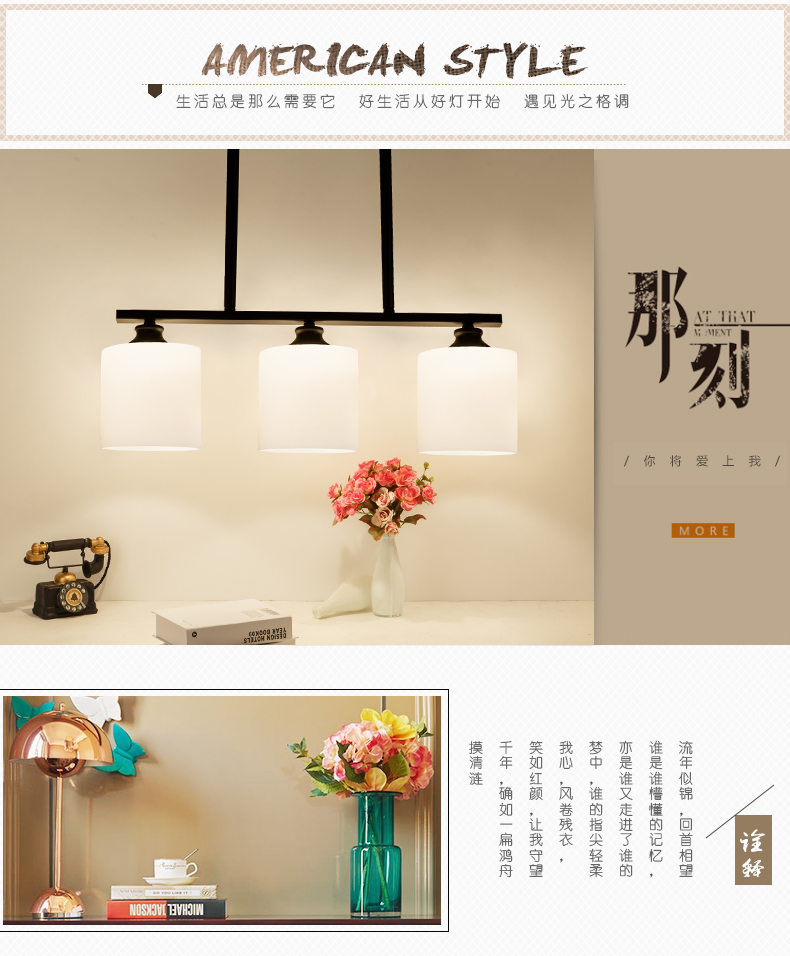 AMERICAN STYLE
生活总是那么需要它 好生活从好灯开始 遇见光之格调
那刻
AT THAT
MOMENT
/ 你 将 爱 上 我 /
MORE
DESIGN HOTELS
YEAR BOOK
流年似锦，回首相望
谁是谁懵懂的记忆，
亦是谁又走进了谁的
梦中，谁的指尖轻柔
我心，风卷残衣，
笑如红颜，让我守望
千年，确如一扁鸿舟
摸清涟
诠释
YOU LIKE IT
MICHAEL JACKSON